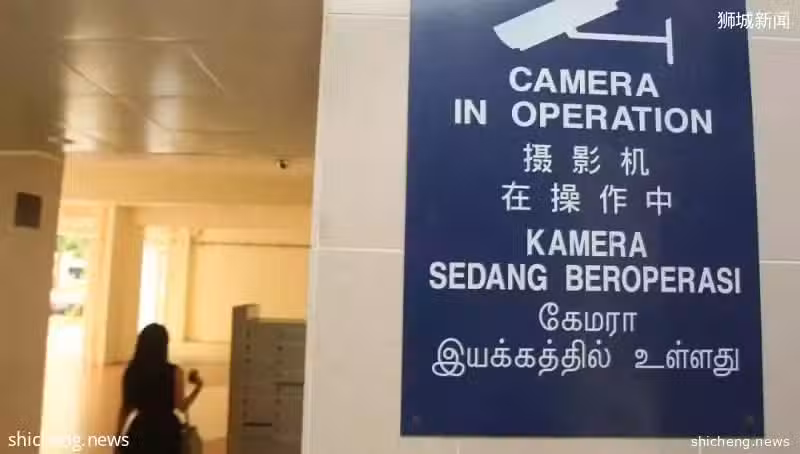 狮城新闻
CAMERA
IN OPERATION
摄影机
在操作中
KAMERA
SEDANG BEROPERASI
கேமரா
இயக்கத்தில் உள்ளது
shicheng.news
shicheng.news